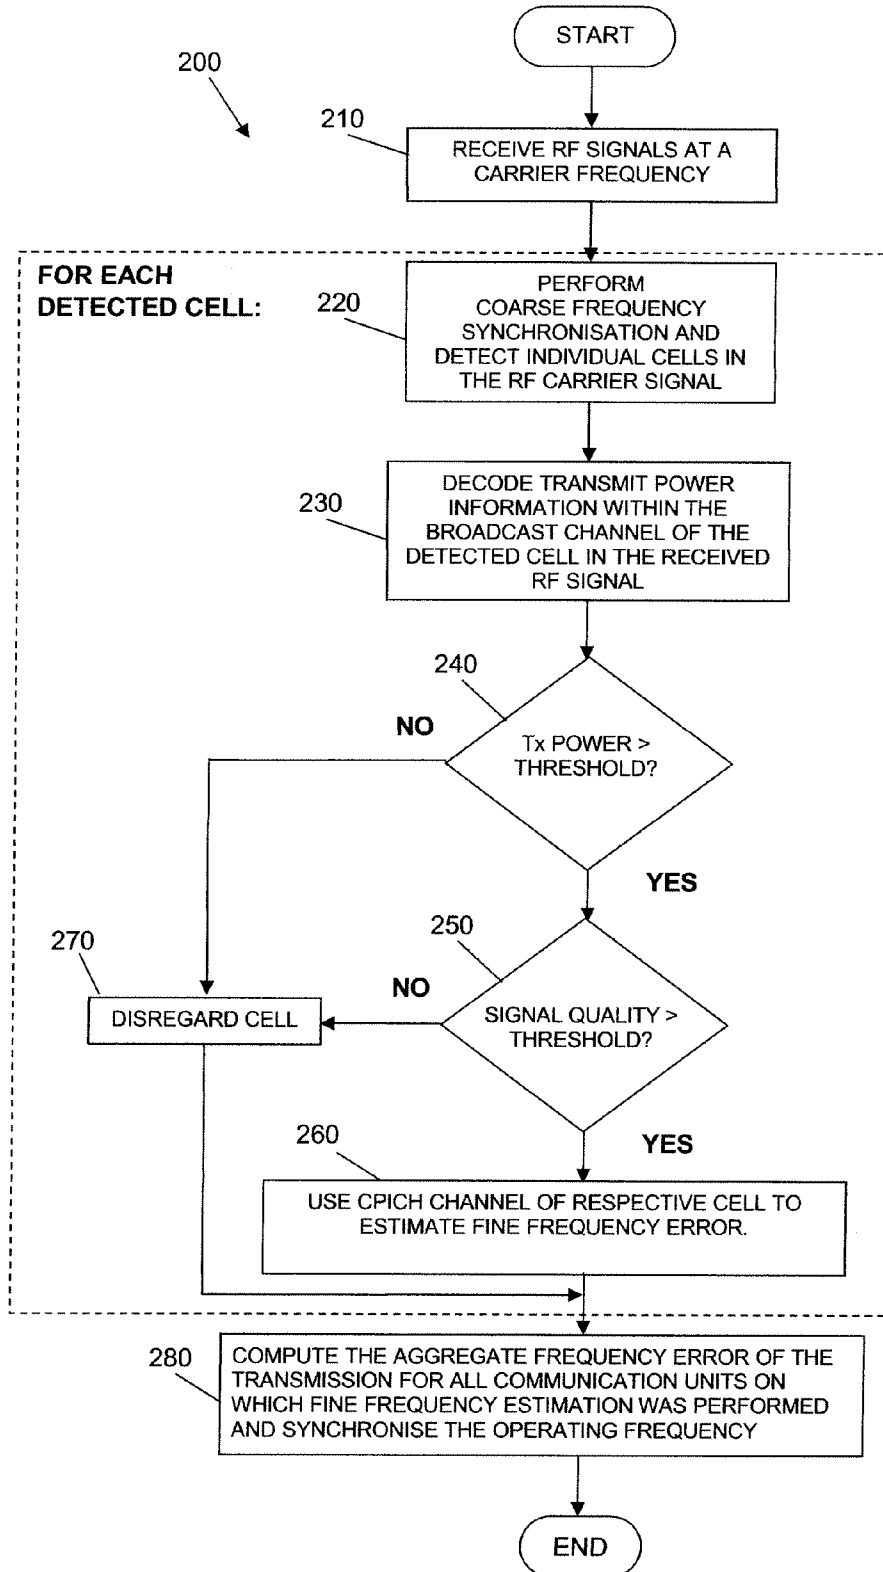 START
200
210
RECEIVE RF SIGNALS AT A
CARRIER FREQUENCY
FOR EACH
DETECTED CELL:
220
PERFORM
COARSE FREQUENCY
SYNCHRONISATION AND
DETECT INDIVIDUAL CELLS IN
THE RF CARRIER SIGNAL
230
DECODE TRANSMIT POWER
INFORMATION WITHIN THE
BROADCAST CHANNEL OF THE
DETECTED CELL IN THE RECEIVED
RF SIGNAL
240
NO
Tx POWER >
THRESHOLD?
YES
250
270
NO
SIGNAL QUALITY >
THRESHOLD?
DISREGARD CELL
YES
260
USE CPICH CHANNEL OF RESPECTIVE CELL TO
ESTIMATE FINE FREQUENCY ERROR.
280
COMPUTE THE AGGREGATE FREQUENCY ERROR OF THE
TRANSMISSION FOR ALL COMMUNICATION UNITS ON
WHICH FINE FREQUENCY ESTIMATION WAS PERFORMED
AND SYNCHRONISE THE OPERATING FREQUENCY
END